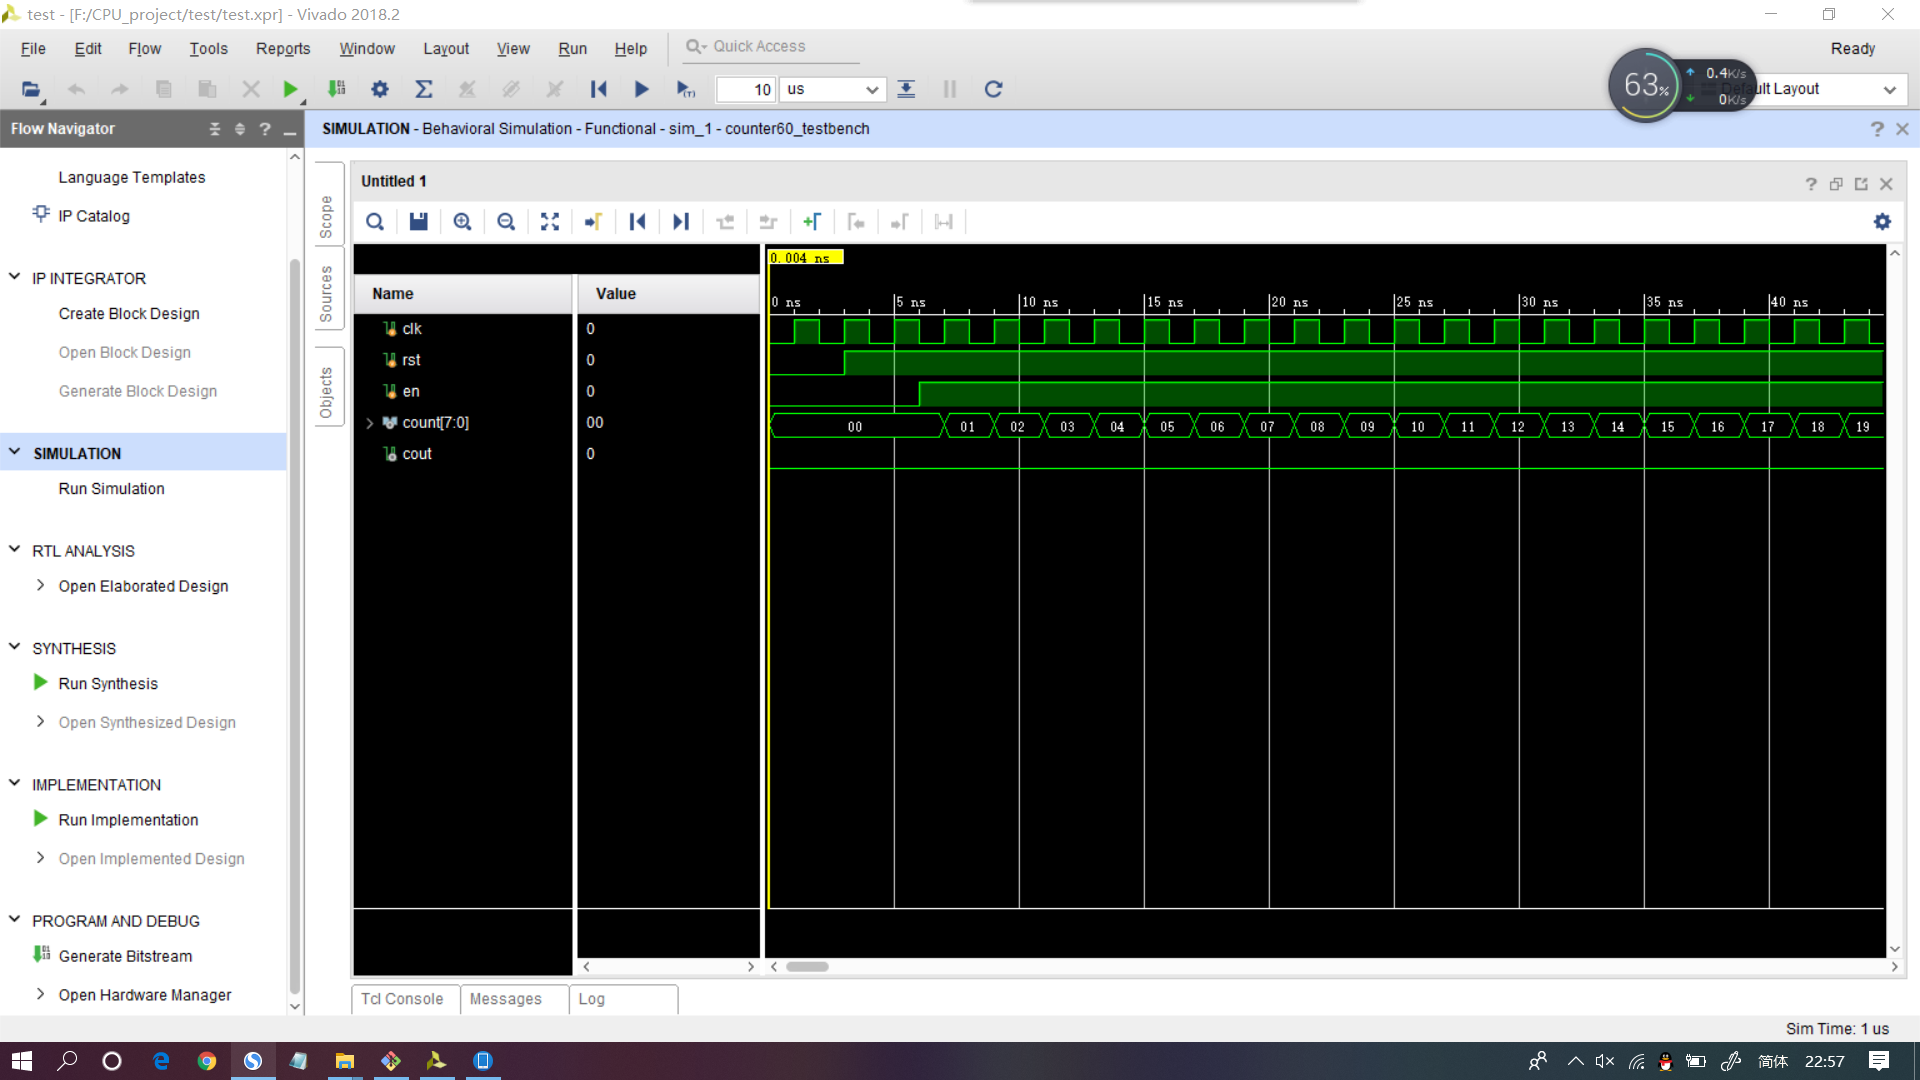 test - [F:/CPU_project/test/test.xpr] - Vivado 2018.2
File Edit Flow Tools Reports Window Layout View Run Help Quick Access Ready
10 us Default Layout
63% 0.4K/s
0K/s
Flow Navigator
SIMULATION - Behavioral Simulation - Functional - sim_1 - counter60_testbench
Language Templates
IP Catalog
IP INTEGRATOR
Create Block Design
Open Block Design
Generate Block Design
SIMULATION
Run Simulation
RTL ANALYSIS
Open Elaborated Design
SYNTHESIS
Run Synthesis
Open Synthesized Design
IMPLEMENTATION
Run Implementation
Open Implemented Design
PROGRAM AND DEBUG
Generate Bitstream
Open Hardware Manager
Scope
Sources
Objects
Untitled 1
0.004 ns
Name Value
0 ns 5 ns 10 ns 15 ns 20 ns 25 ns 30 ns 35 ns 40 ns
clk 0
rst 0
en 0
count[7:0] 00 00 01 02 03 04 05 06 07 08 09 10 11 12 13 14 15 16 17 18 19
cout 0
Tcl Console Messages Log
Sim Time: 1 us
简体 22:57